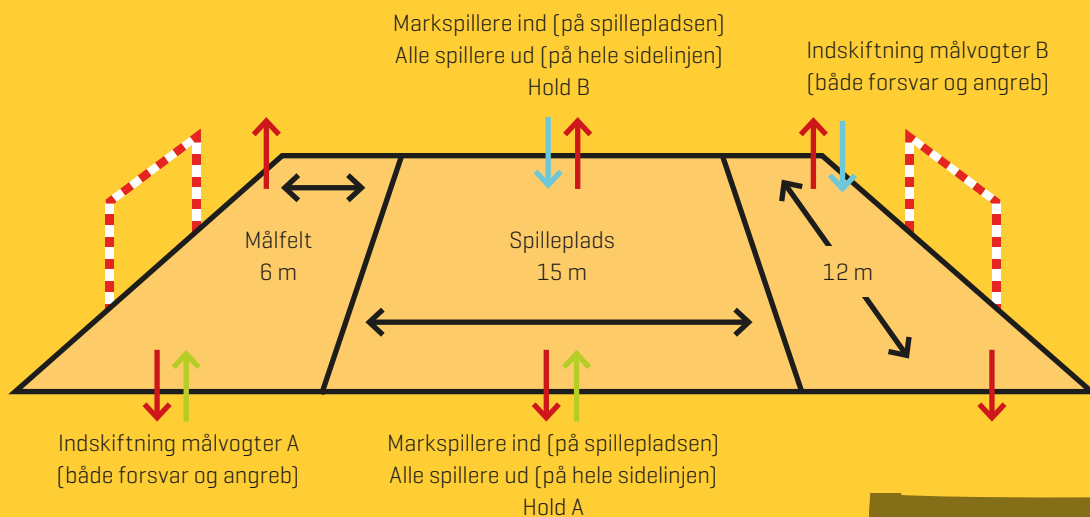 Markspillere ind (på spillepladsen)
Alle spillere ud (på hele sidelinjen)
Hold B
Indskiftning målvogter B
(både forsvar og angreb)
Målfelt
6 m
Spilleplads
15 m
12 m
Indskiftning målvogter A
(både forsvar og angreb)
Markspillere ind (på spillepladsen)
Alle spillere ud (på hele sidelinjen)
Hold A